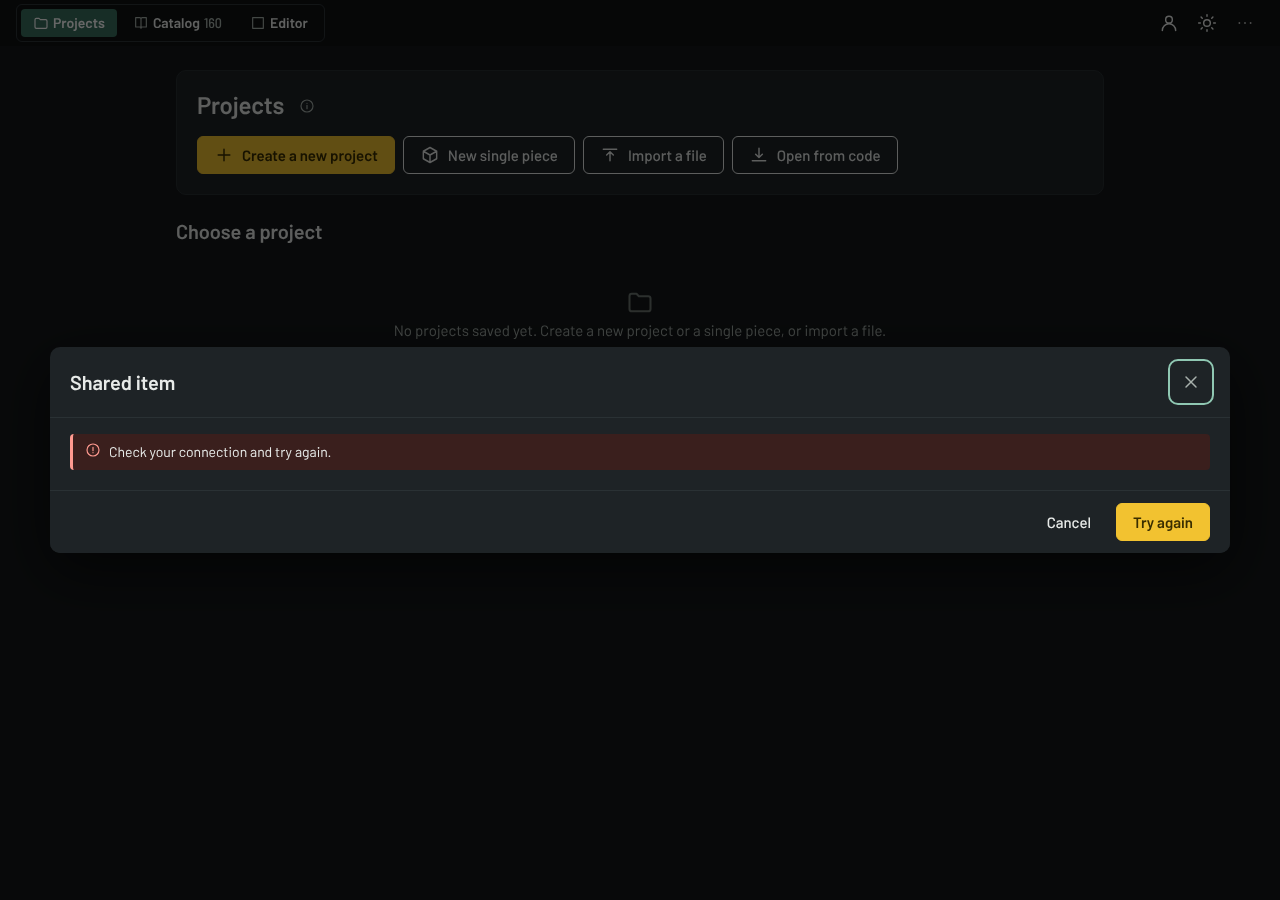 Projects Catalog 160 Editor
Projects
Create a new project New single piece Import a file Open from code
Choose a project
No projects saved yet. Create a new project or a single piece, or import a file.
Shared item
Check your connection and try again.
Cancel Try again